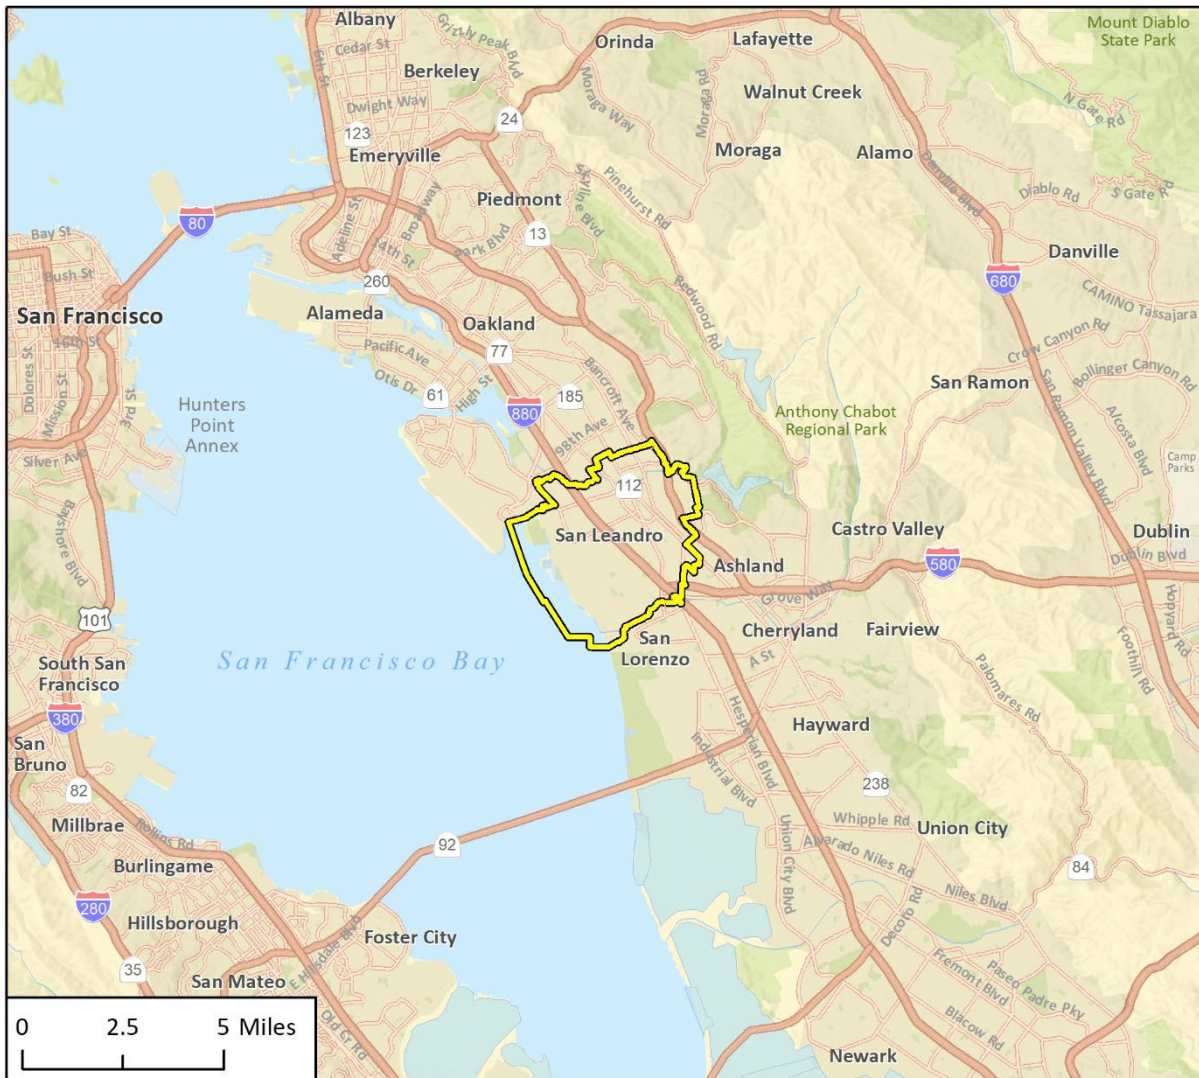 Albany
Grizzly Peak Blvd
Orinda
Lafayette
Mount Diablo
State Park
Cedar St
6th St
Berkeley
Moraga Way
Moraga Rd
Walnut Creek
N Gate Rd
Dwight Way
24
123
Emeryville
Moraga
Alamo
Danville Blvd
Diablo Rd
S Gate Rd
Piedmont
Skyline Blvd
Pinehurst Rd
Broadway
Adeline St
14th St
Park Blvd
13
80
Bay St
Bush St
Danville
680
CAMINO Tassajara
260
Redwood Rd
San Francisco
Alameda
Oakland
16th St
Pacific Ave
77
Crow Canyon Rd
Bollinger Canyon Rd
Dolores St
Mission St
3rd St
Otis Dr
High St
61
Bancroft Ave
San Ramon
185
880
Hunters
Point
Annex
Anthony Chabot
Regional Park
San Ramon Valley Blvd
Alcosta Blvd
Silver Ave
98th Ave
Camp
Parks
112
Bayshore Blvd
San Leandro
Castro Valley
Dublin
Dublin Blvd
Ashland
580
Grove Way
Hopyard Rd
101
San
Lorenzo
Cherryland
Fairview
Foothill Rd
A St
South San
Francisco
San Francisco Bay
Palomares Rd
380
Hesperian Blvd
Hayward
San
Bruno
Industrial Blvd
82
238
Millbrae
Rollins Rd
Whipple Rd
Union City
92
Union City Blvd
Alvarado Niles Rd
Burlingame
84
280
Niles Blvd
Hillsborough
Decoto Rd
Foster City
E Hillsdale Blvd
35
San Mateo
Fremont Blvd
Paseo Padre Pky
Old Cr Rd
Blacow Rd
Newark
0 2.5 5 Miles